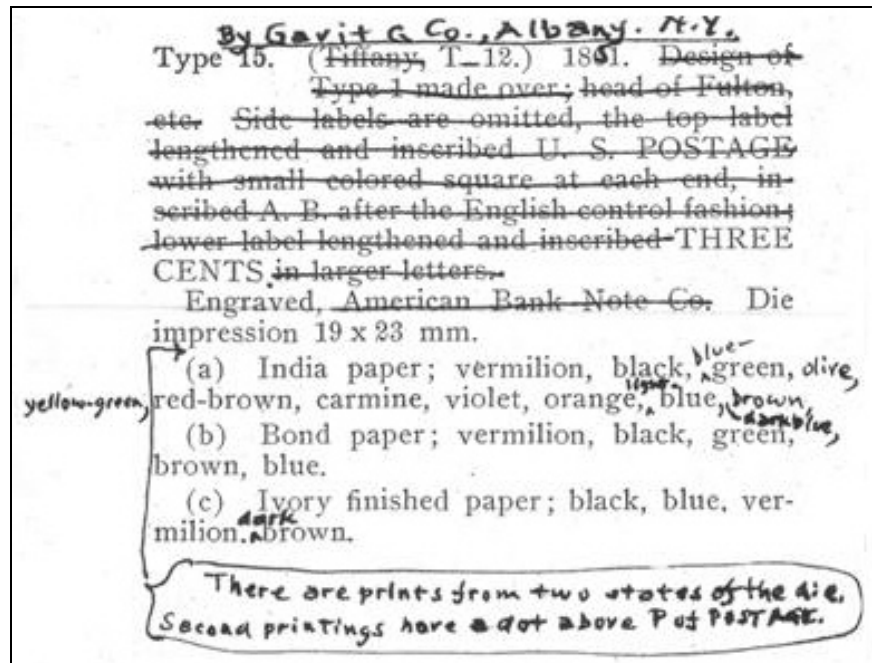 By Gavit & Co., Albany. N.Y.
Type 15. (Tiffany, T-12.) 1851. Design of
Type 1 made over; head of Fulton,
etc. Side labels are omitted, the top label
lengthened and inscribed U. S. POSTAGE
with small colored square at each end, in-
scribed A. B. after the English control fashion;
lower label lengthened and inscribed THREE
CENTS. in larger letters.
Engraved, American Bank Note Co. Die
impression 19 x 23 mm.
blue-
(a) India paper; vermilion, black, green, olive,
light-
yellow-green, red-brown, carmine, violet, orange, blue, brown,
dark blue,
(b) Bond paper; vermilion, black, green,
brown, blue.
(c) Ivory finished paper; black, blue, ver-
dark
milion, brown.
There are prints from two states of the die.
Second printings have a dot above P of POSTAGE.